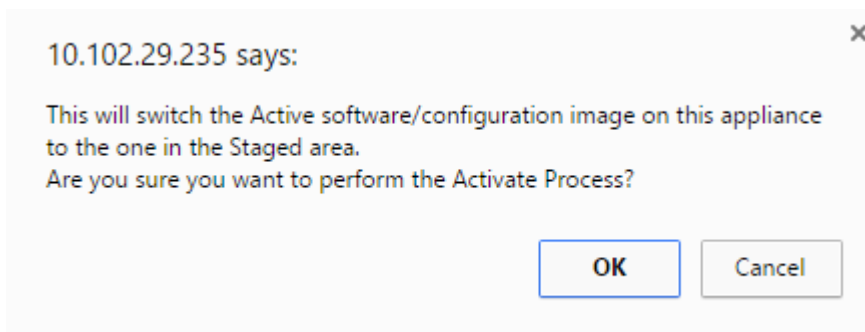 10.102.29.235 says:
This will switch the Active software/configuration image on this appliance
to the one in the Staged area.
Are you sure you want to perform the Activate Process?
OK
Cancel